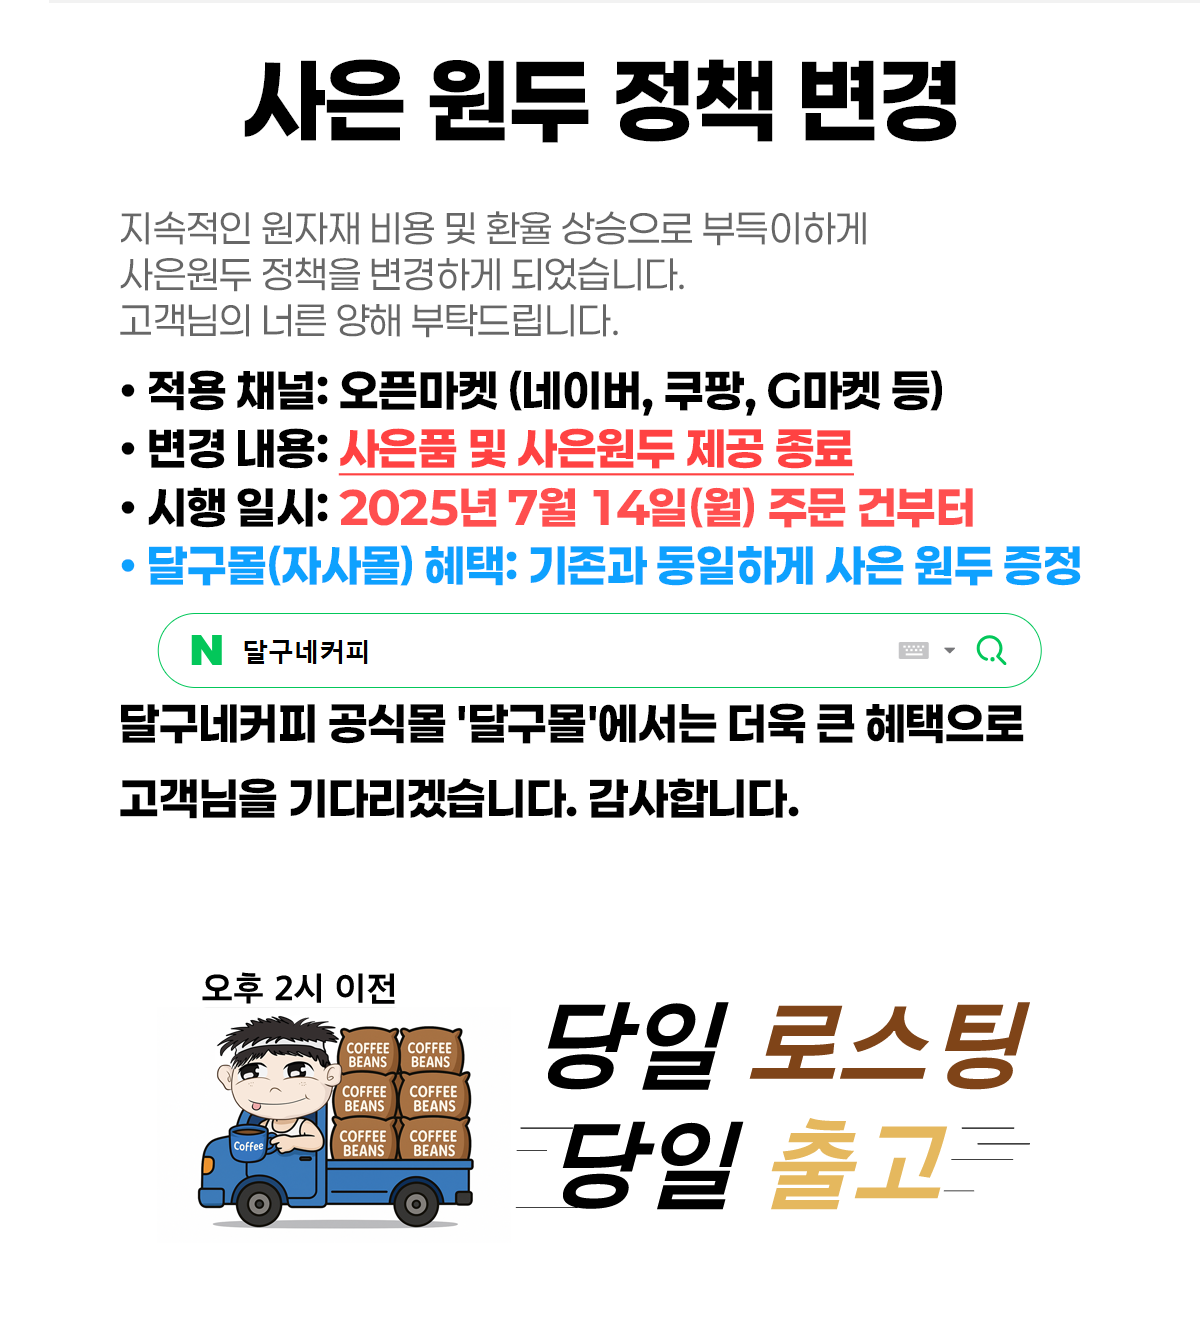 사은 원두 정책 변경
지속적인 원자재 비용 및 환율 상승으로 부득이하게
사은원두 정책을 변경하게 되었습니다.
고객님의 너른 양해 부탁드립니다.
• 적용 채널: 오픈마켓 (네이버, 쿠팡, G마켓 등)
• 변경 내용: 사은품 및 사은원두 제공 종료
• 시행 일시: 2025년 7월 14일(월) 주문 건부터
• 달구몰(자사몰) 혜택: 기존과 동일하게 사은 원두 증정
N 달구네커피
달구네커피 공식몰 '달구몰'에서는 더욱 큰 혜택으로
고객님을 기다리겠습니다. 감사합니다.
오후 2시 이전
COFFEE BEANS
COFFEE BEANS
COFFEE BEANS
COFFEE BEANS
COFFEE BEANS
COFFEE BEANS
Coffee
당일 로스팅
당일 출고